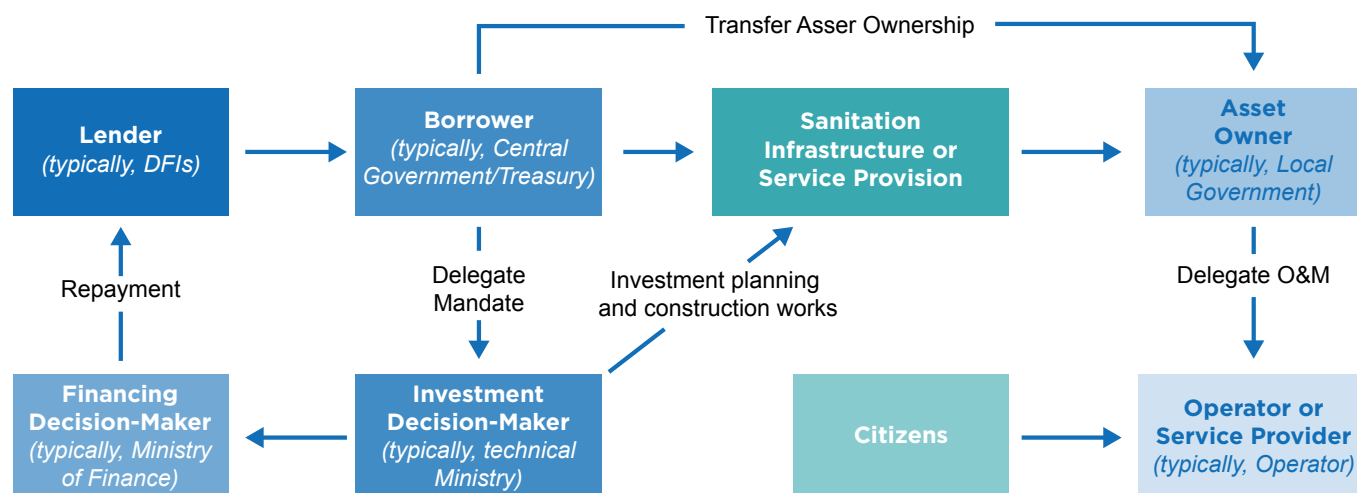 Transfer Asser Ownership
Lender
(typically, DFIs)
Borrower
(typically, Central
Government/Treasury)
Sanitation
Infrastructure or
Service Provision
Asset
Owner
(typically, Local
Government)
Repayment
Delegate
Mandate
Investment planning
and construction works
Delegate O&M
Financing
Decision-Maker
(typically, Ministry
of Finance)
Investment
Decision-Maker
(typically, technical
Ministry)
Citizens
Operator or
Service Provider
(typically, Operator)